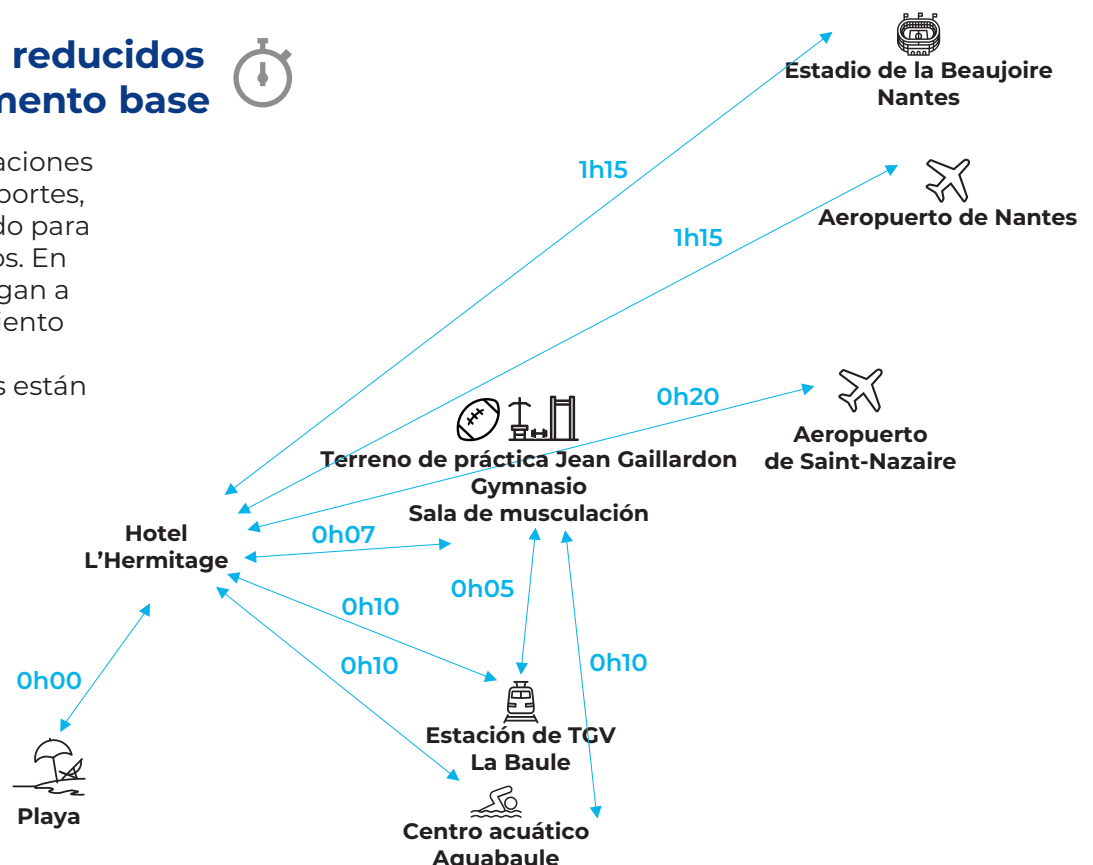 reducidos
mento base
aciones
portes,
do para
os. En
gan a
iento
s están
1h15
Estadio de la Beaujoire
Nantes
1h15
Aeropuerto de Nantes
0h20
Aeropuerto
de Saint-Nazaire
Terreno de práctica Jean Gaillardon
Gymnasio
Sala de musculación
Hotel
L'Hermitage
0h07
0h05
0h10
0h10
0h10
0h00
Estación de TGV
La Baule
Playa
Centro acuático
Aquabaule